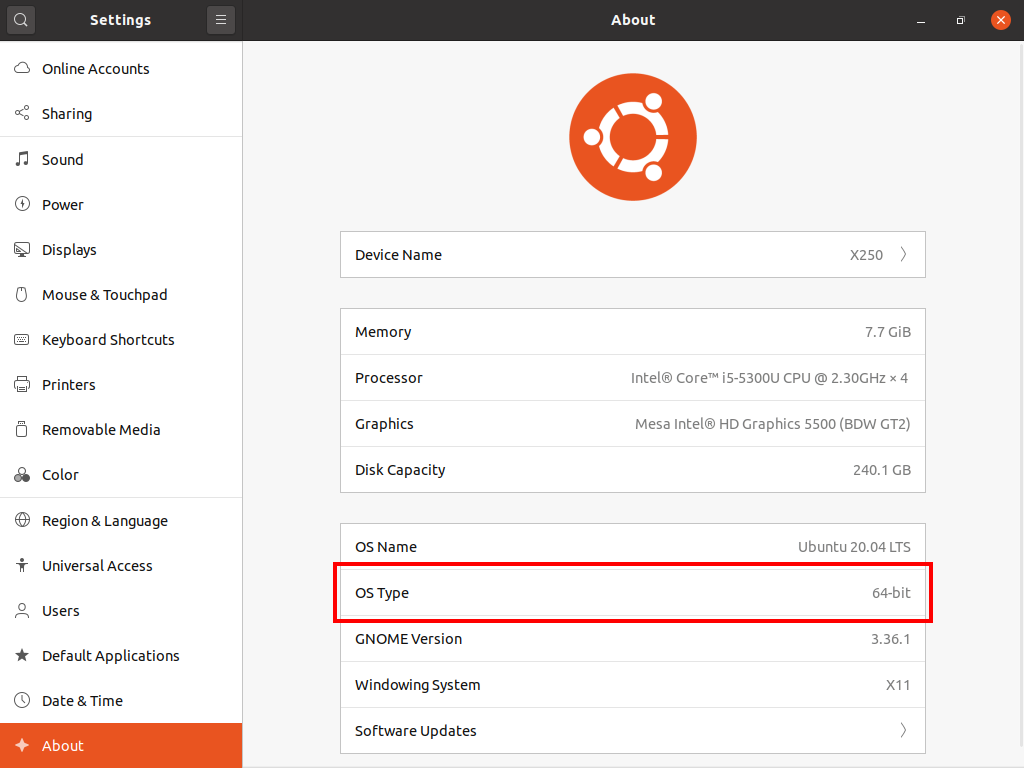 Settings
About
Online Accounts
Sharing
Sound
Power
Displays
Mouse & Touchpad
Keyboard Shortcuts
Printers
Removable Media
Color
Region & Language
Universal Access
Users
Default Applications
Date & Time
About
Device Name X250
Memory 7.7 GiB
Processor Intel® Core™ i5-5300U CPU @ 2.30GHz × 4
Graphics Mesa Intel® HD Graphics 5500 (BDW GT2)
Disk Capacity 240.1 GB
OS Name Ubuntu 20.04 LTS
OS Type 64-bit
GNOME Version 3.36.1
Windowing System X11
Software Updates